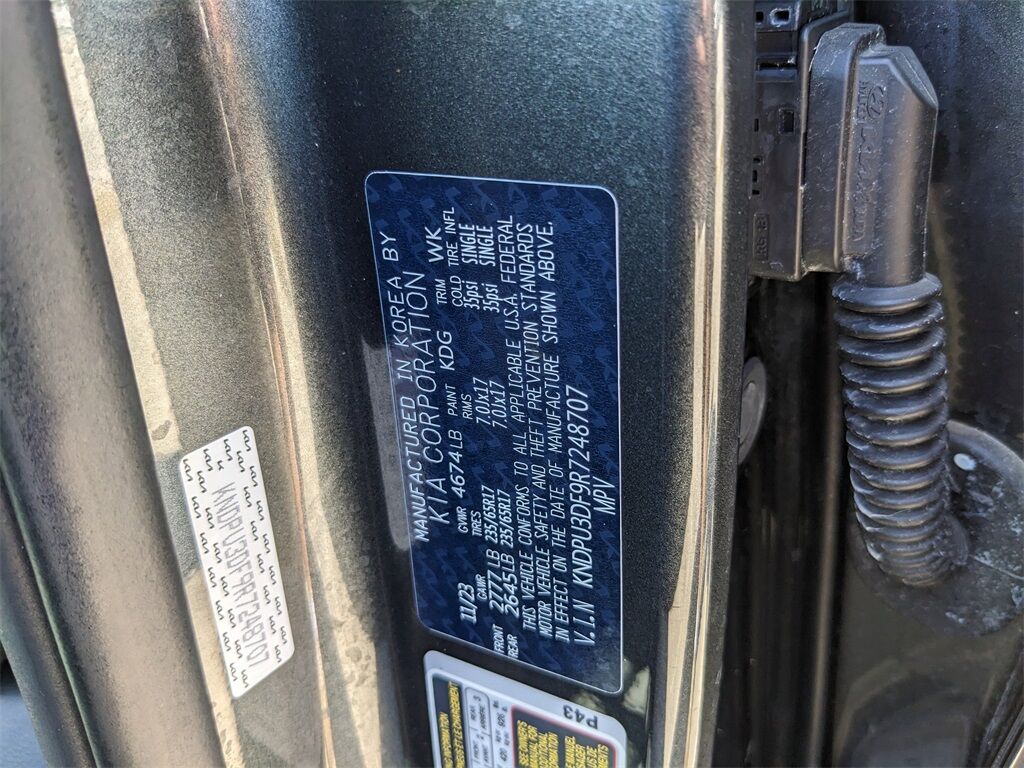 MANUFACTURED IN KOREA BY
KIA CORPORATION
11/23 GVWR 4674LB PAINT KDG TRIM WK
GAWR TIRES RIMS COLD TIRE INFL
FRONT 2777LB 235/65R17 7.0Jx17 35psi SINGLE
REAR 2645LB 235/65R17 7.0Jx17 35psi SINGLE
THIS VEHICLE CONFORMS TO ALL APPLICABLE U.S.A. FEDERAL
MOTOR VEHICLE SAFETY AND THEFT PREVENTION STANDARDS
IN EFFECT ON THE DATE OF MANUFACTURE SHOWN ABOVE.
V.I.N KNDPU3DF9R7248707
MPV
KNDPU3DF9R7248707
P43
SEE OWNER'S